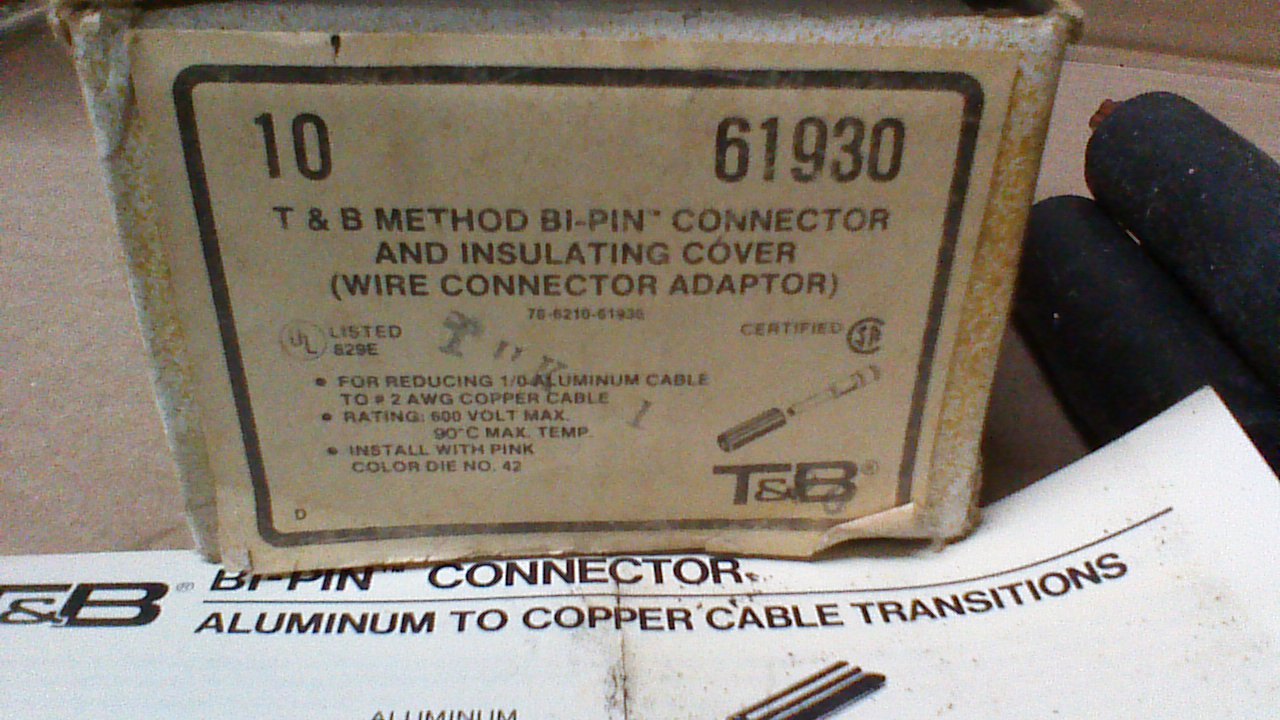 10 61930
T & B METHOD BI-PIN™ CONNECTOR
AND INSULATING COVER
(WIRE CONNECTOR ADAPTOR)
78-6210-61930
UL LISTED
829E
CERTIFIED
• FOR REDUCING 1/0 ALUMINUM CABLE
TO # 2 AWG COPPER CABLE
• RATING: 600 VOLT MAX.
90°C MAX. TEMP.
• INSTALL WITH PINK
COLOR DIE NO. 42
T&B®
D
T&B® BI-PIN™ CONNECTOR
ALUMINUM TO COPPER CABLE TRANSITIONS
ALUMINUM